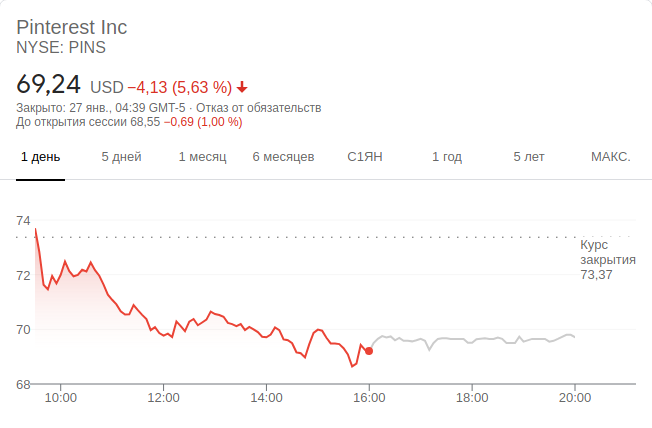 Pinterest Inc
NYSE: PINS
69,24 USD −4,13 (5,63 %)
Закрыто: 27 янв., 04:39 GMT-5 · Отказ от обязательств
До открытия сессии 68,55 −0,69 (1,00 %)
1 день 5 дней 1 месяц 6 месяцев С1ЯН 1 год 5 лет МАКС.
74
Курс
закрытия
73,37
72
70
68
10:00 12:00 14:00 16:00 18:00 20:00